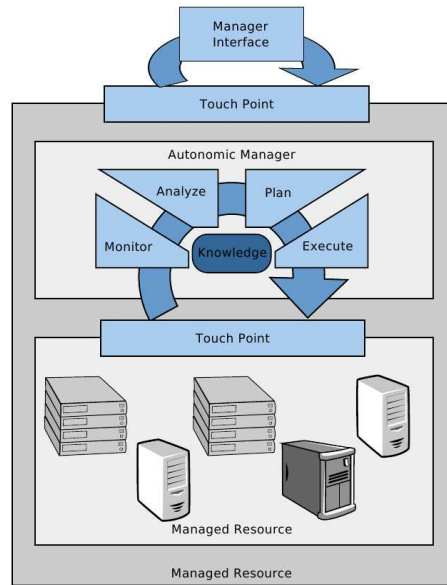 Manager
Interface
Touch Point
Autonomic Manager
Analyze
Plan
Monitor
Knowledge
Execute
Touch Point
Managed Resource
Managed Resource